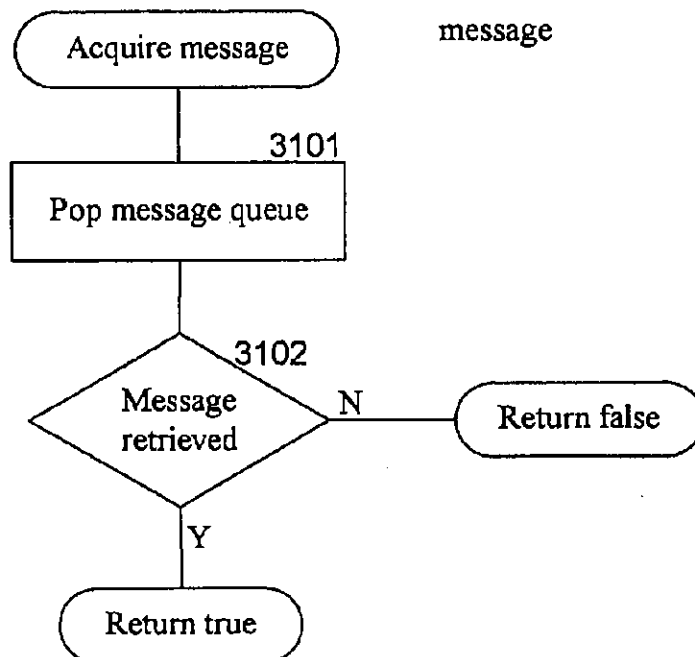 Acquire message
message
3101
Pop message queue
3102
Message
retrieved
N
Return false
Y
Return true